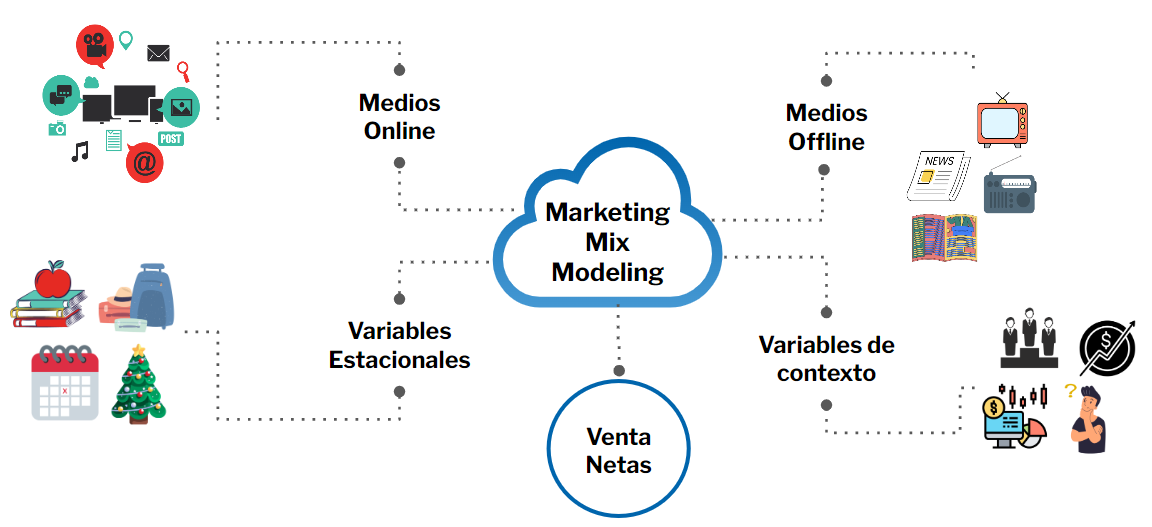 Medios
Online
POST
@
Medios
Offline
NEWS
Marketing
Mix
Modeling
Variables
Estacionales
X
Variables de
contexto
$
$
?
Venta
Netas